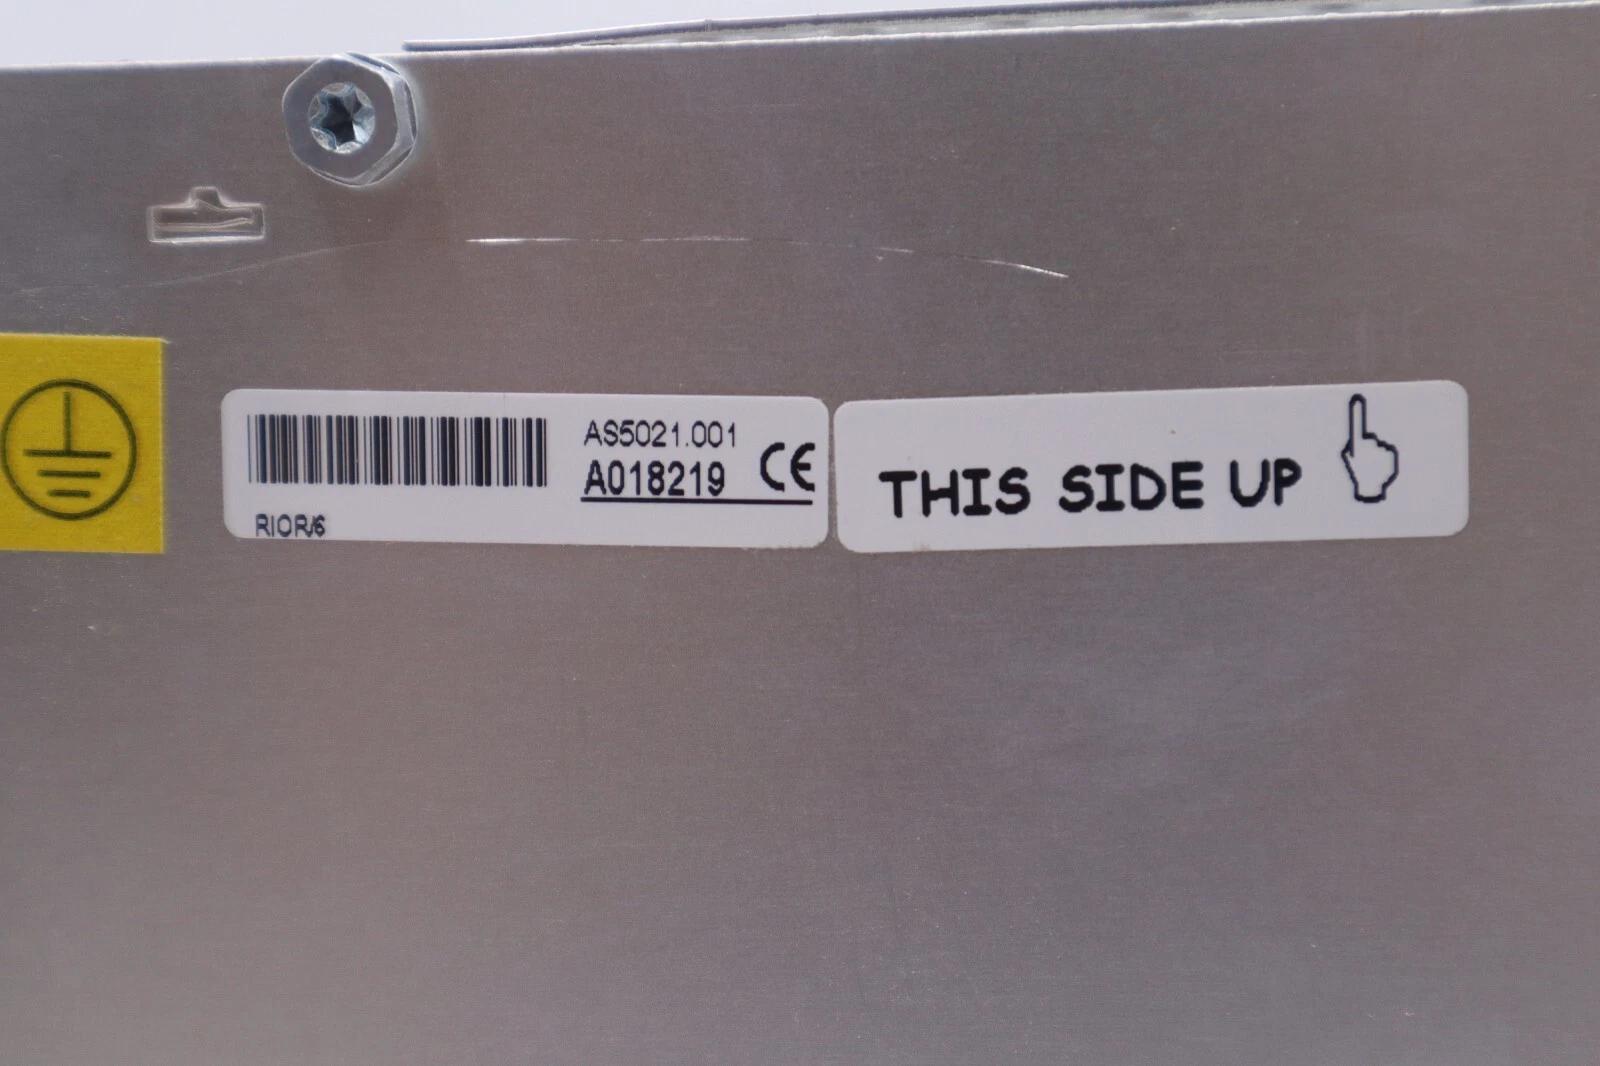 AS5021.001
A018219 CE
RIOR/6
THIS SIDE UP